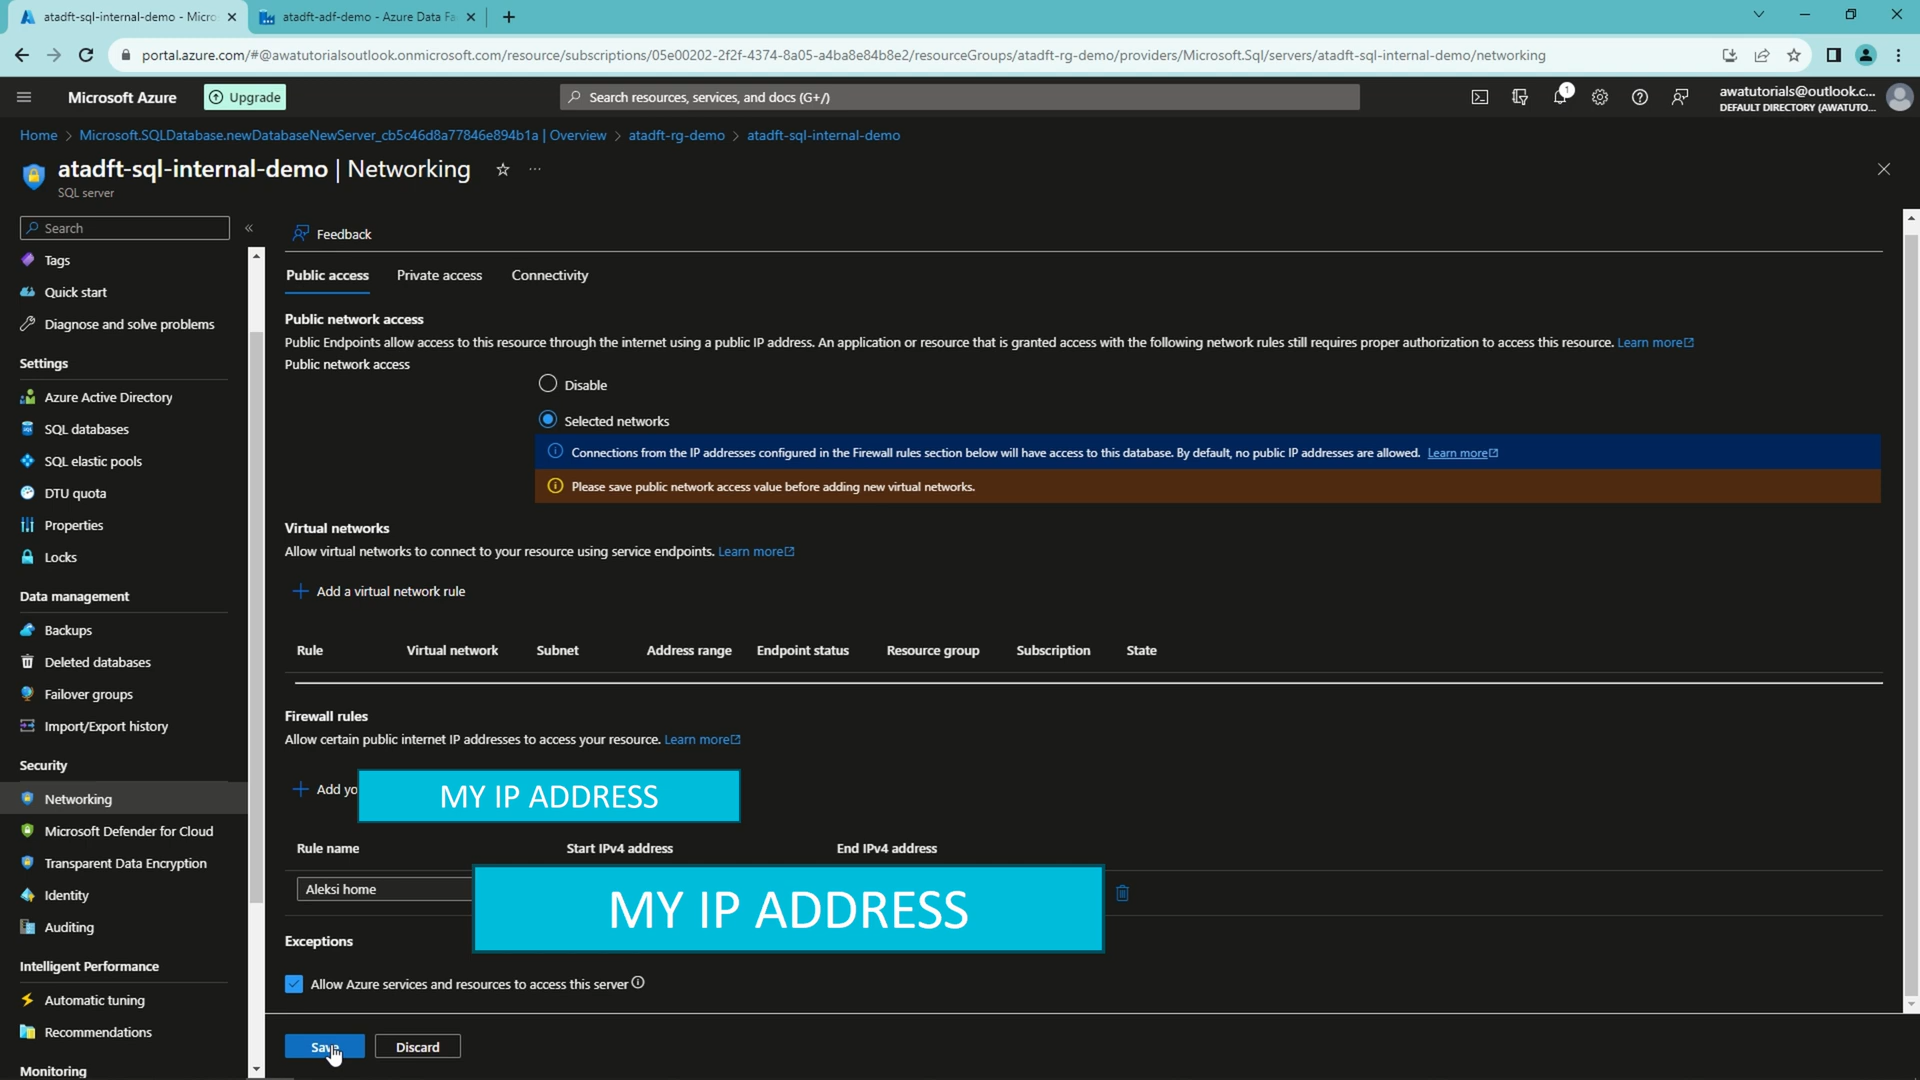 atadft-sql-internal-demo - Micro
atadft-adf-demo - Azure Data Fa
portal.azure.com/#@awatutorialsoutlook.onmicrosoft.com/resource/subscriptions/05e00202-2f2f-4374-8a05-a4ba8e84b8e2/resourceGroups/atadft-rg-demo/providers/Microsoft.Sql/servers/atadft-sql-internal-demo/networking
Microsoft Azure
Upgrade
Search resources, services, and docs (G+/)
1
awatutorials@outlook.c...
DEFAULT DIRECTORY (AWATUTO...
Home > Microsoft.SQLDatabase.newDatabaseNewServer_cb5c46d8a77846e894b1a | Overview > atadft-rg-demo > atadft-sql-internal-demo
atadft-sql-internal-demo | Networking
SQL server
Search
Tags
Quick start
Diagnose and solve problems
Settings
Azure Active Directory
SQL databases
SQL elastic pools
DTU quota
Properties
Locks
Data management
Backups
Deleted databases
Failover groups
Import/Export history
Security
Networking
Microsoft Defender for Cloud
Transparent Data Encryption
Identity
Auditing
Intelligent Performance
Automatic tuning
Recommendations
Monitoring
Feedback
Public access Private access Connectivity
Public network access
Public Endpoints allow access to this resource through the internet using a public IP address. An application or resource that is granted access with the following network rules still requires proper authorization to access this resource. Learn more
Public network access
Disable
Selected networks
Connections from the IP addresses configured in the Firewall rules section below will have access to this database. By default, no public IP addresses are allowed. Learn more
Please save public network access value before adding new virtual networks.
Virtual networks
Allow virtual networks to connect to your resource using service endpoints. Learn more
+ Add a virtual network rule
Rule Virtual network Subnet Address range Endpoint status Resource group Subscription State
Firewall rules
Allow certain public internet IP addresses to access your resource. Learn more
+ Add yo
MY IP ADDRESS
Rule name Start IPv4 address End IPv4 address
Aleksi home
MY IP ADDRESS
Exceptions
Allow Azure services and resources to access this server
Save Discard